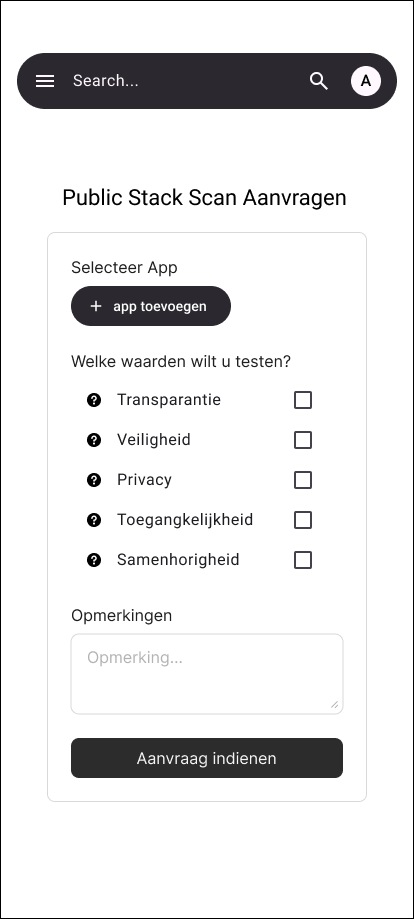 Search...
A
Public Stack Scan Aanvragen
Selecteer App
+ app toevoegen
Welke waarden wilt u testen?
? Transparantie
? Veiligheid
? Privacy
? Toegangkelijkheid
? Samenhorigheid
Opmerkingen
Opmerking...
Aanvraag indienen